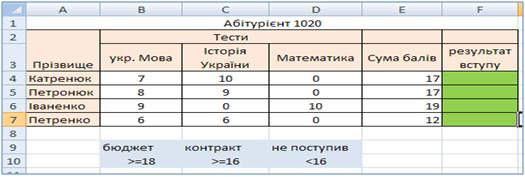 A B C D E F
1 Абітурієнт 1020
2 Тести
3 Прізвище укр. Мова Історія України Математика Сума балів результат вступу
4 Катренюк 7 10 0 17
5 Петронюк 8 9 0 17
6 Іваненко 9 0 10 19
7 Петренко 6 6 0 12
8
9 бюджет контракт не поступив
10 >=18 >=16 <16